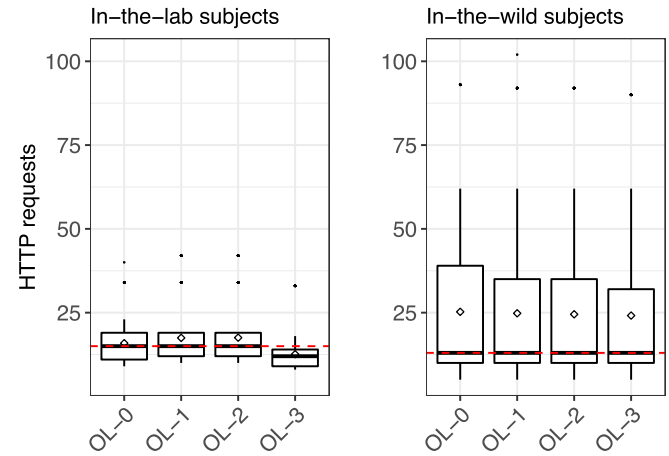 In−the−lab subjects
In−the−wild subjects
HTTP requests
100
75
50
25
100
75
50
25
OL−0
OL−1
OL−2
OL−3
OL−0
OL−1
OL−2
OL−3